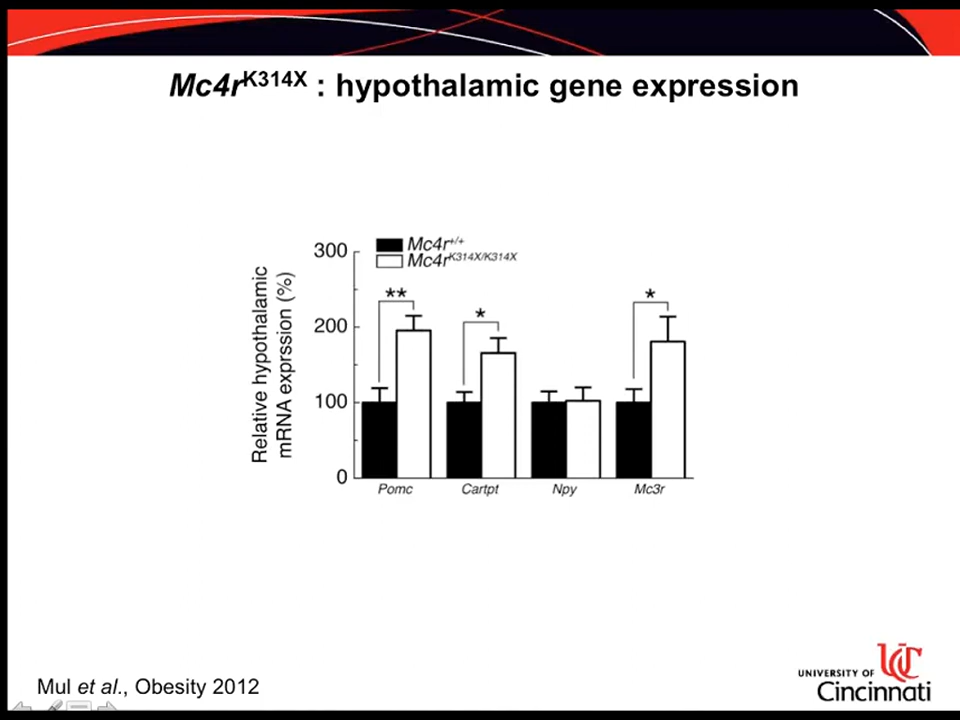 Mc4rK314X : hypothalamic gene expression
Mc4r+/+
Mc4rK314X/K314X
Relative hypothalamic
mRNA exprssion (%)
300
200
100
0
**
*
*
Pomc Cartpt Npy Mc3r
Mul et al., Obesity 2012
UC
UNIVERSITY OF
Cincinnati